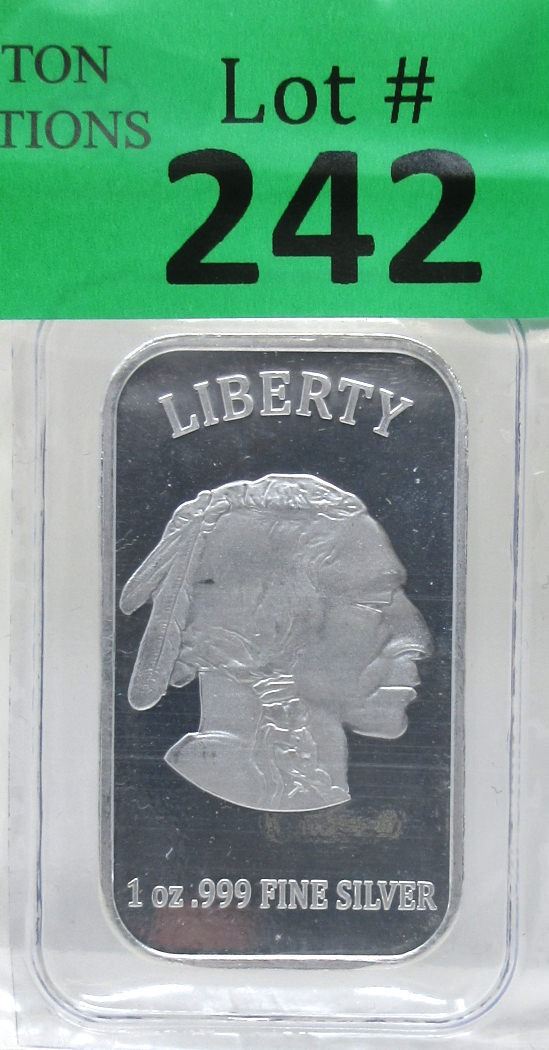 TON
TIONS
Lot #
242
LIBERTY
1 oz .999 FINE SILVER